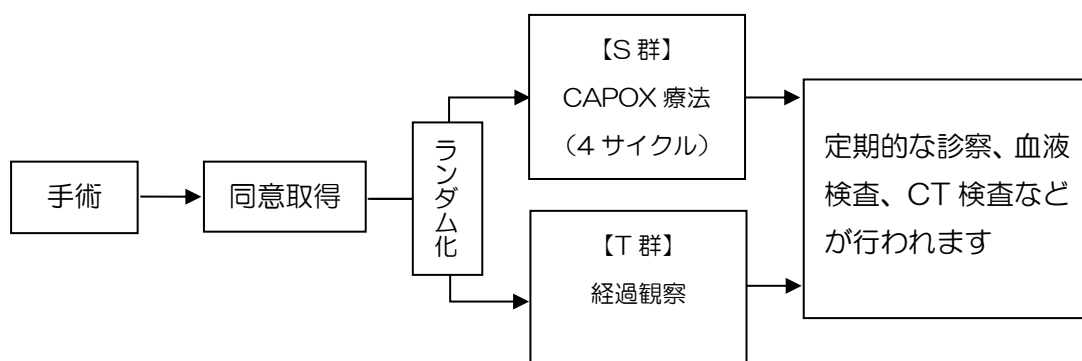 手術
同意取得
ランダム化
【S 群】
CAPOX 療法
（4 サイクル）
【T 群】
経過観察
定期的な診察、血液
検査、CT 検査など
が行われます